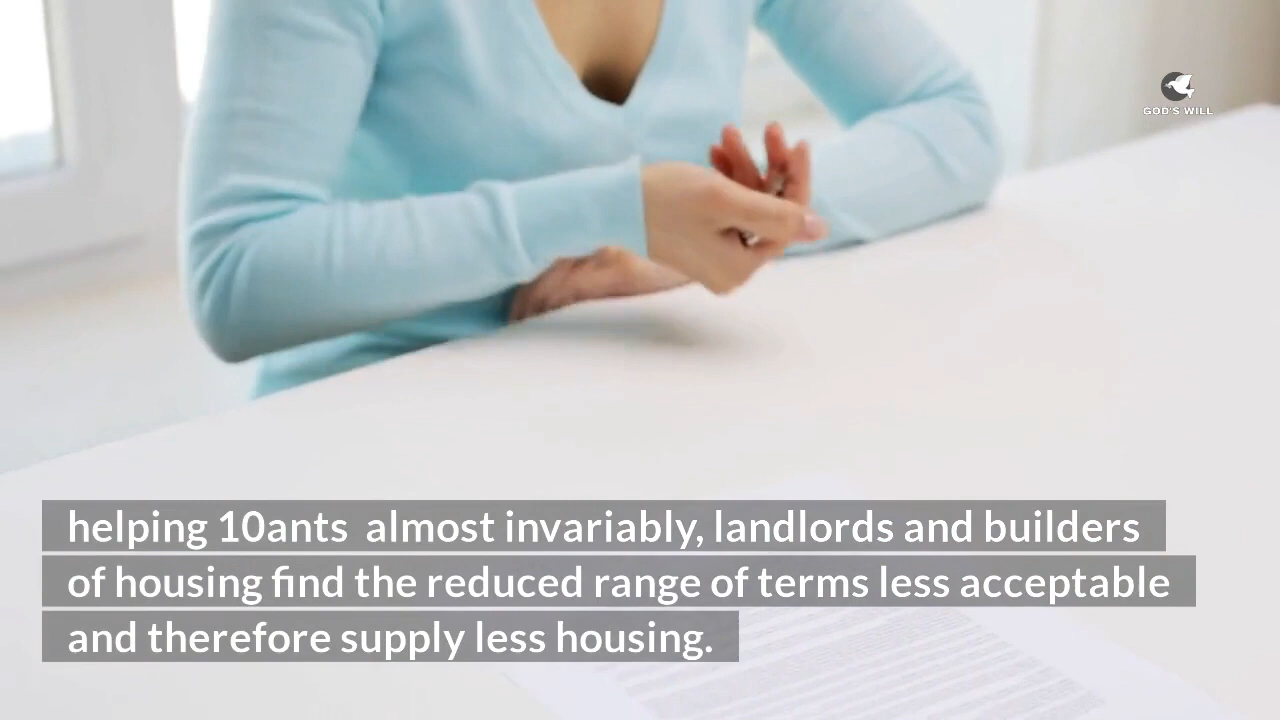 GOD'S WILL
helping 10ants almost invariably, landlords and builders
of housing find the reduced range of terms less acceptable
and therefore supply less housing.